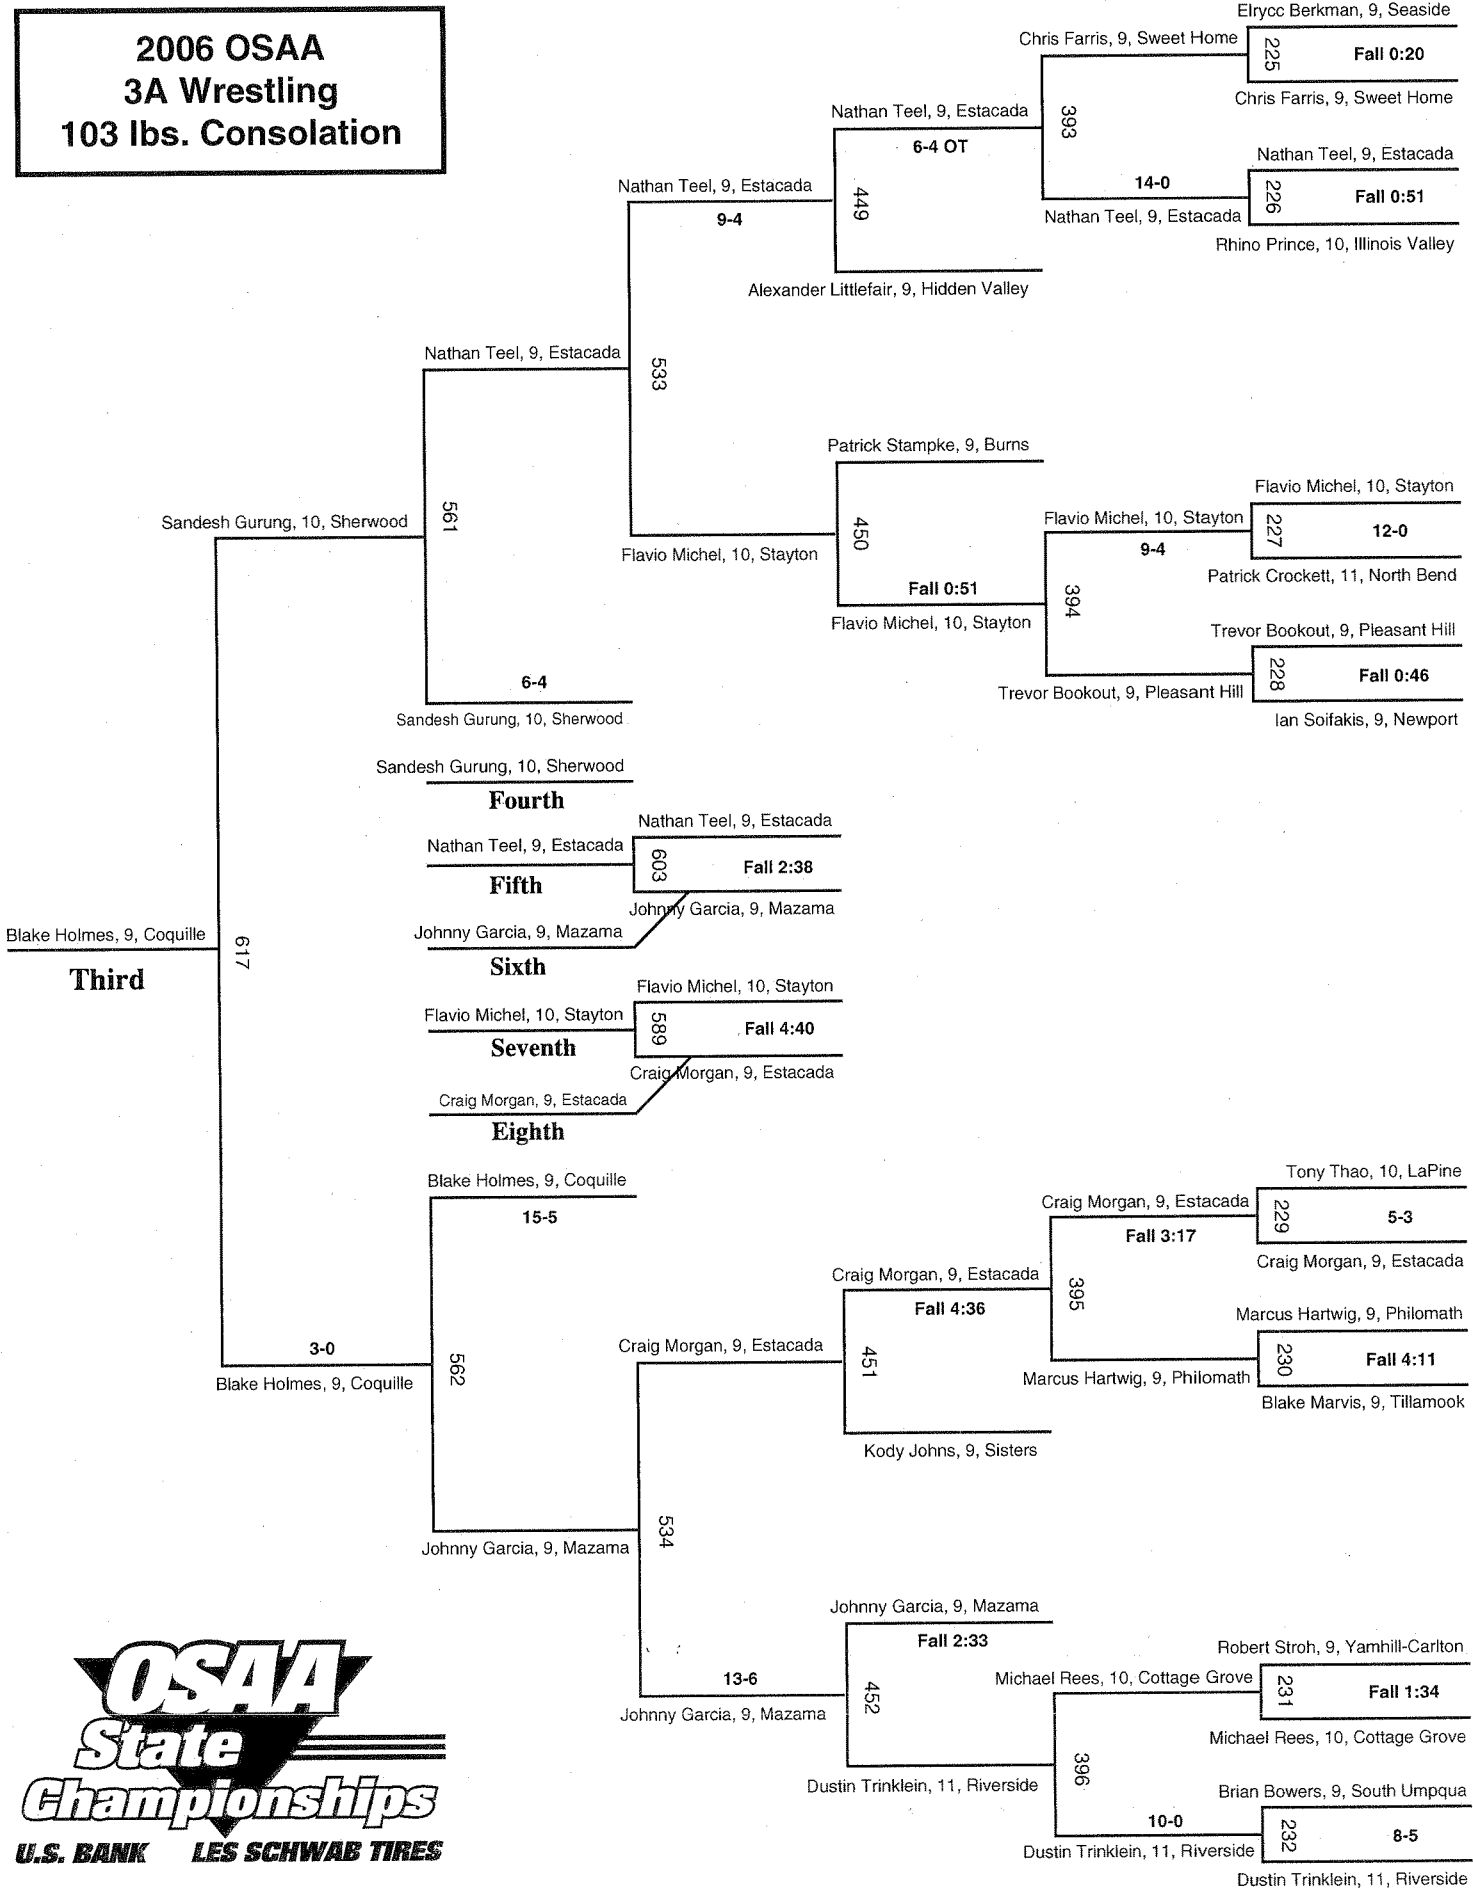 2006 OSAA
3A Wrestling
103 lbs. Consolation
Elrycc Berkman, 9, Seaside
Chris Farris, 9, Sweet Home
225
Fall 0:20
Chris Farris, 9, Sweet Home
Nathan Teel, 9, Estacada
393
6-4 OT
Nathan Teel, 9, Estacada
14-0
226
Fall 0:51
Nathan Teel, 9, Estacada
449
9-4
Nathan Teel, 9, Estacada
Rhino Prince, 10, Illinois Valley
Alexander Littlefair, 9, Hidden Valley
Nathan Teel, 9, Estacada
533
Patrick Stampke, 9, Burns
Flavio Michel, 10, Stayton
Sandesh Gurung, 10, Sherwood
561
Flavio Michel, 10, Stayton
227
12-0
450
9-4
Flavio Michel, 10, Stayton
Patrick Crockett, 11, North Bend
Fall 0:51
394
Flavio Michel, 10, Stayton
Trevor Bookout, 9, Pleasant Hill
228
Fall 0:46
6-4
Trevor Bookout, 9, Pleasant Hill
Sandesh Gurung, 10, Sherwood
Ian Soifakis, 9, Newport
Sandesh Gurung, 10, Sherwood
Fourth
Nathan Teel, 9, Estacada
Nathan Teel, 9, Estacada
603
Fall 2:38
Fifth
Johnny Garcia, 9, Mazama
Johnny Garcia, 9, Mazama
Sixth
Blake Holmes, 9, Coquille
617
Third
Flavio Michel, 10, Stayton
Flavio Michel, 10, Stayton
589
Fall 4:40
Seventh
Craig Morgan, 9, Estacada
Craig Morgan, 9, Estacada
Eighth
Blake Holmes, 9, Coquille
15-5
Tony Thao, 10, LaPine
Craig Morgan, 9, Estacada
229
5-3
Fall 3:17
Craig Morgan, 9, Estacada
Craig Morgan, 9, Estacada
395
Fall 4:36
Marcus Hartwig, 9, Philomath
3-0
Craig Morgan, 9, Estacada
451
230
Fall 4:11
562
Blake Holmes, 9, Coquille
Marcus Hartwig, 9, Philomath
Blake Marvis, 9, Tillamook
Kody Johns, 9, Sisters
534
Johnny Garcia, 9, Mazama
Johnny Garcia, 9, Mazama
Fall 2:33
Robert Stroh, 9, Yamhill-Carlton
13-6
Michael Rees, 10, Cottage Grove
231
Fall 1:34
452
Johnny Garcia, 9, Mazama
Michael Rees, 10, Cottage Grove
396
Dustin Trinklein, 11, Riverside
Brian Bowers, 9, South Umpqua
10-0
232
8-5
Dustin Trinklein, 11, Riverside
Dustin Trinklein, 11, Riverside
OSAA
State
Championships
U.S. BANK LES SCHWAB TIRES